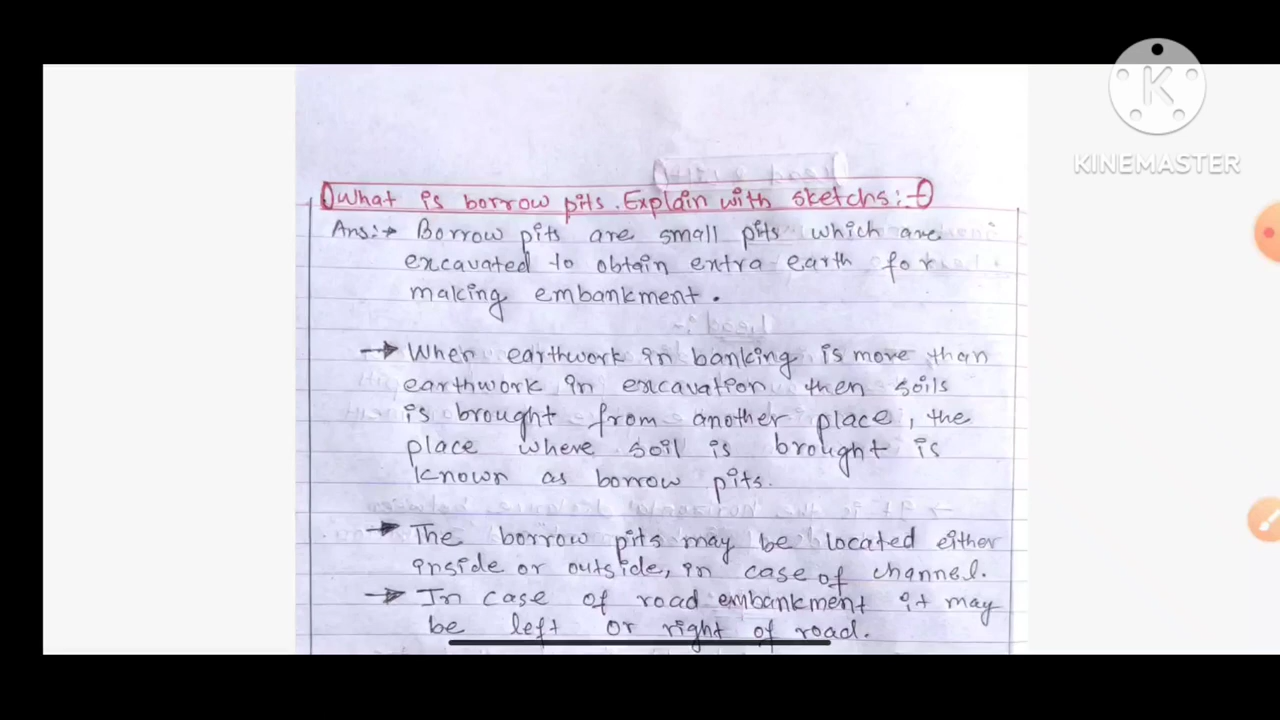 What is borrow pits. Explain with sketchs:-
Ans:→ Borrow pits are small pits which are
excavated to obtain extra earth for
making embankment.
→ When earthwork in banking is more than
earthwork in excavation then soils
is brought from another place, the
place where soil is brought is
known as borrow pits.
→ The borrow pits may be located either
inside or outside, in case of channel.
→ In case of road embankment it may
be left or right of road.
K
KINEMASTER